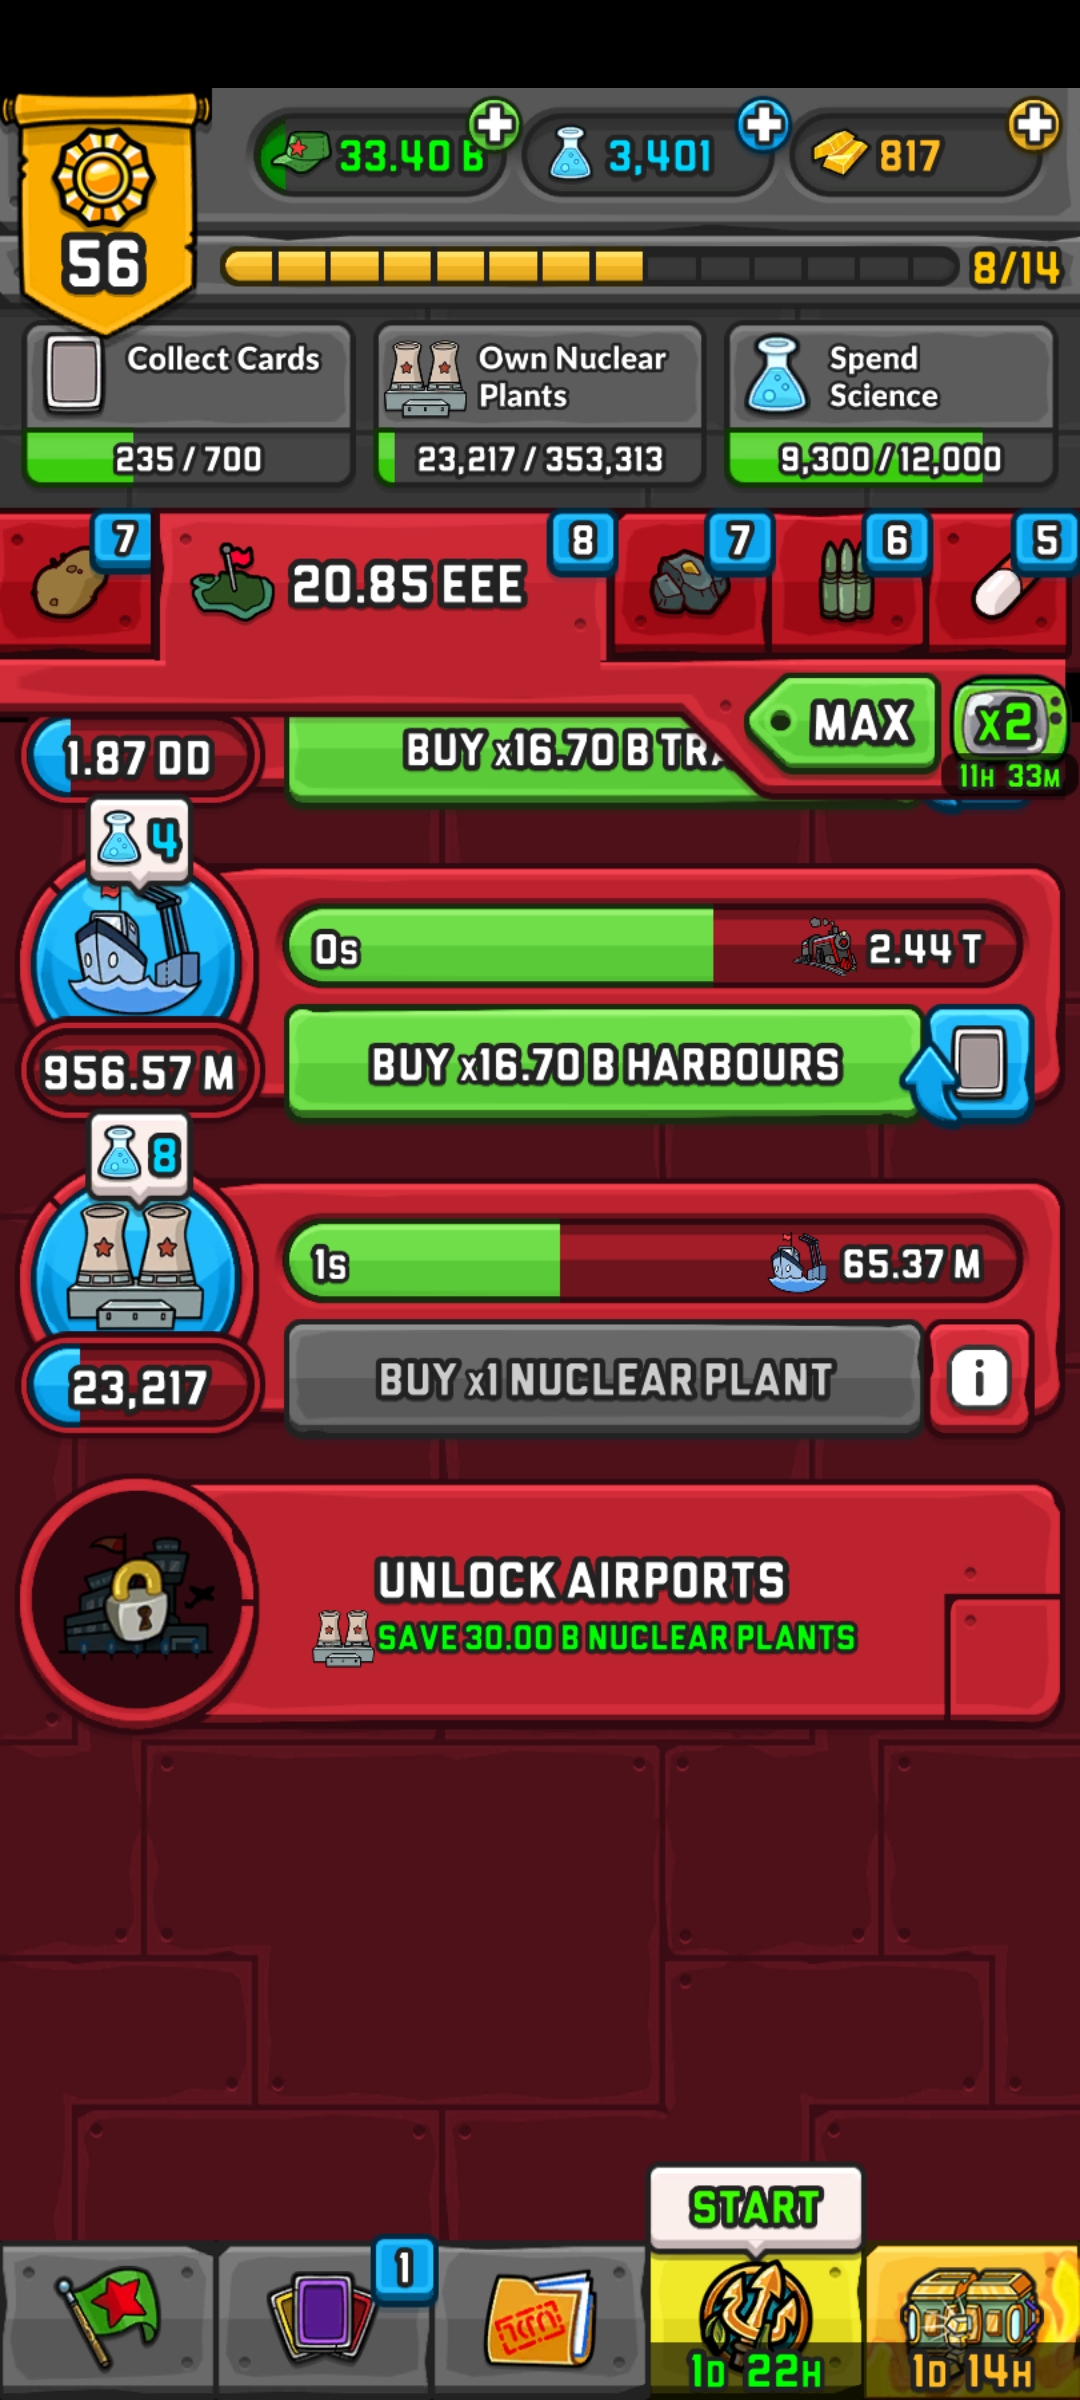 33.40 B
3,401
817
56
8/14
Collect Cards
235 / 700
Own Nuclear
Plants
23,217 / 353,313
Spend
Science
9,300 / 12,000
7
20.85 EEE
8
7
6
5
MAX
x2
11H 33M
1.87 DD
BUY x16.70 B
4
0s
2.44 T
956.57 M
BUY x16.70 B HARBOURS
8
1s
65.37 M
23,217
BUY x1 NUCLEAR PLANT
i
UNLOCK AIRPORTS
SAVE 30.00 B NUCLEAR PLANTS
START
1
1D 22H
1D 14H